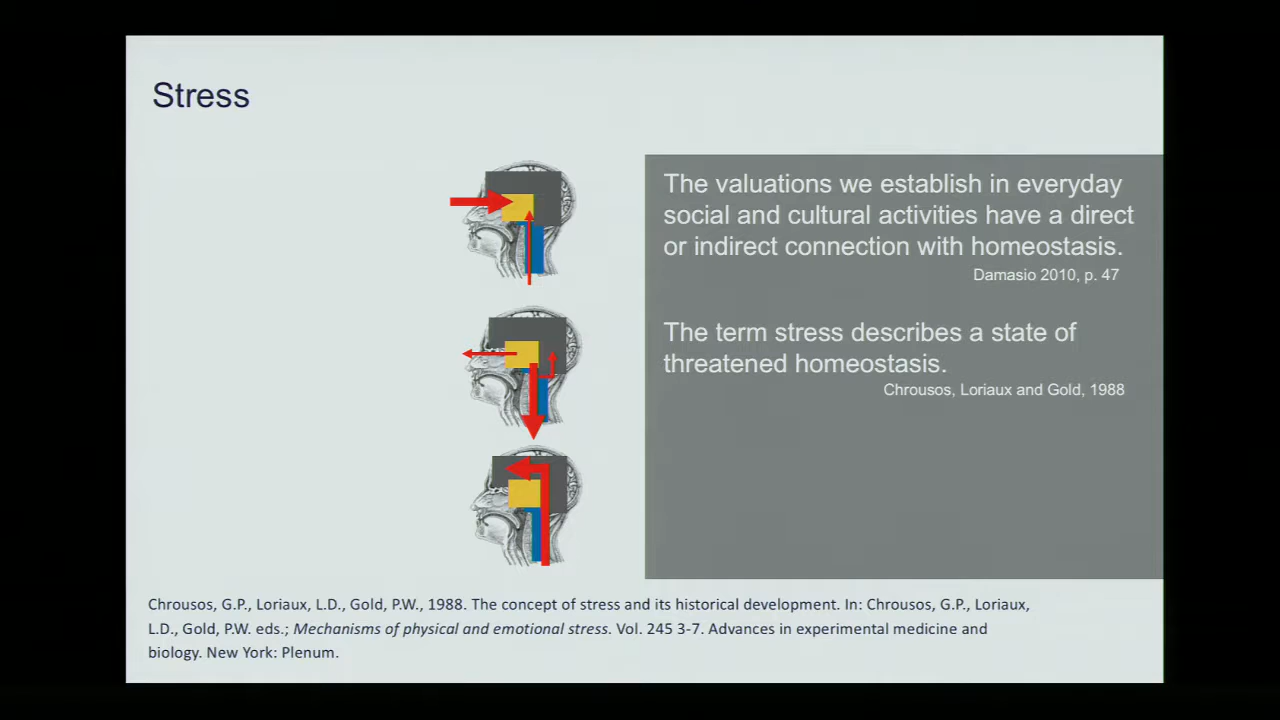 Stress
The valuations we establish in everyday
social and cultural activities have a direct
or indirect connection with homeostasis.
Damasio 2010, p. 47
The term stress describes a state of
threatened homeostasis.
Chrousos, Loriaux and Gold, 1988
Chrousos, G.P., Loriaux, L.D., Gold, P.W., 1988. The concept of stress and its historical development. In: Chrousos, G.P., Loriaux,
L.D., Gold, P.W. eds.; Mechanisms of physical and emotional stress. Vol. 245 3-7. Advances in experimental medicine and
biology. New York: Plenum.